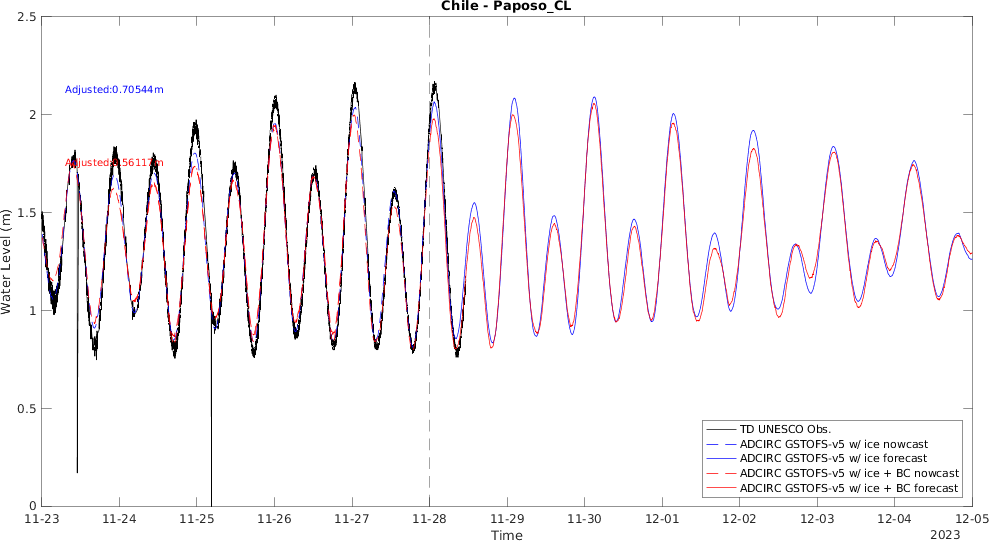 Chile - Paposo_CL
2.5
2
1.5
1
0.5
0
Water Level (m)
Adjusted:0.70544m
TD UNESCO Obs.
ADCIRC GSTOFS-v5 w/ ice nowcast
ADCIRC GSTOFS-v5 w/ ice forecast
ADCIRC GSTOFS-v5 w/ ice + BC nowcast
ADCIRC GSTOFS-v5 w/ ice + BC forecast
11-23 11-24 11-25 11-26 11-27 11-28 11-29 11-30 12-01 12-02 12-03 12-04 12-05
Time
2023